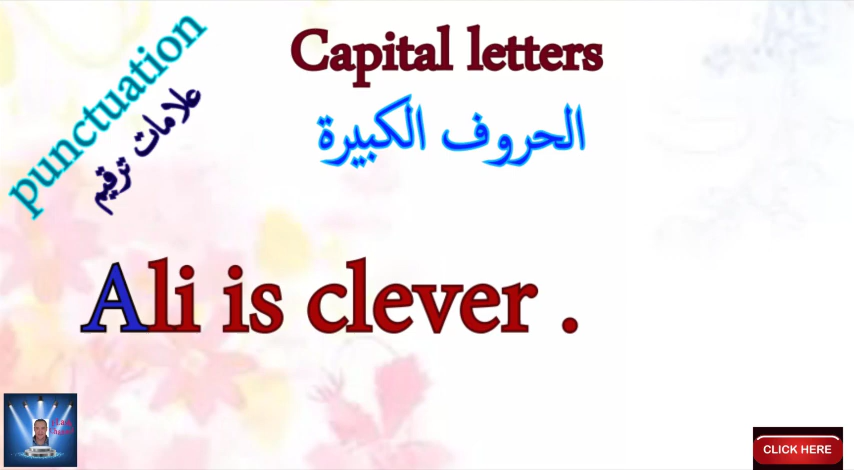 punctuation
علامات ترقيم
Capital letters
الحروف الكبيرة
Ali is clever .
CLICK HERE